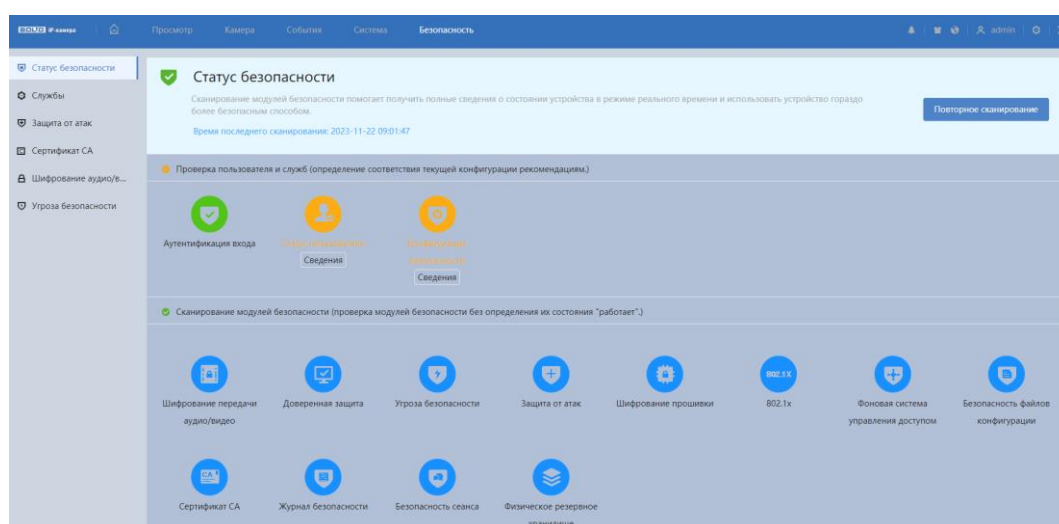 BOLID IP-камера
Просмотр Камера События Система Безопасность
admin
Статус безопасности
Службы
Защита от атак
Сертификат CA
Шифрование аудио/в...
Угроза безопасности
Статус безопасности
Сканирование модулей безопасности помогает получить полные сведения о состоянии устройства в режиме реального времени и использовать устройство гораздо
более безопасным способом.
Время последнего сканирования: 2023-11-22 09:01:47
Повторное сканирование
Проверка пользователя и служб (определение соответствия текущей конфигурации рекомендациям.)
Аутентификация входа
Сведения
Сведения
Сканирование модулей безопасности (проверка модулей безопасности без определения их состояния "работает".)
802.1X
Шифрование передачи
аудио/видео
Доверенная защита
Угроза безопасности
Защита от атак
Шифрование прошивки
802.1x
Фоновая система
управления доступом
Безопасность файлов
конфигурации
CA
Сертификат CA
Журнал безопасности
Безопасность сеанса
Физическое резервное